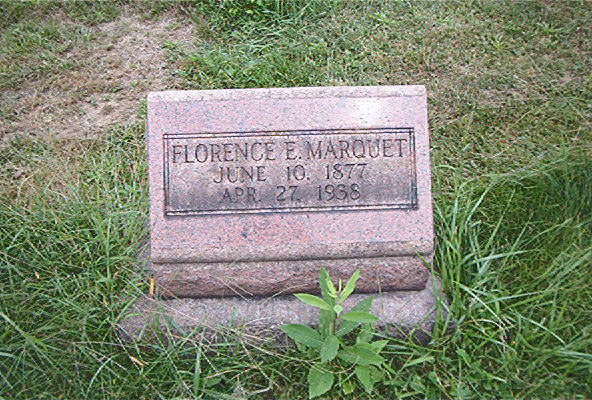 FLORENCE E. MARQUET
JUNE 10. 1877
APR. 27. 1938